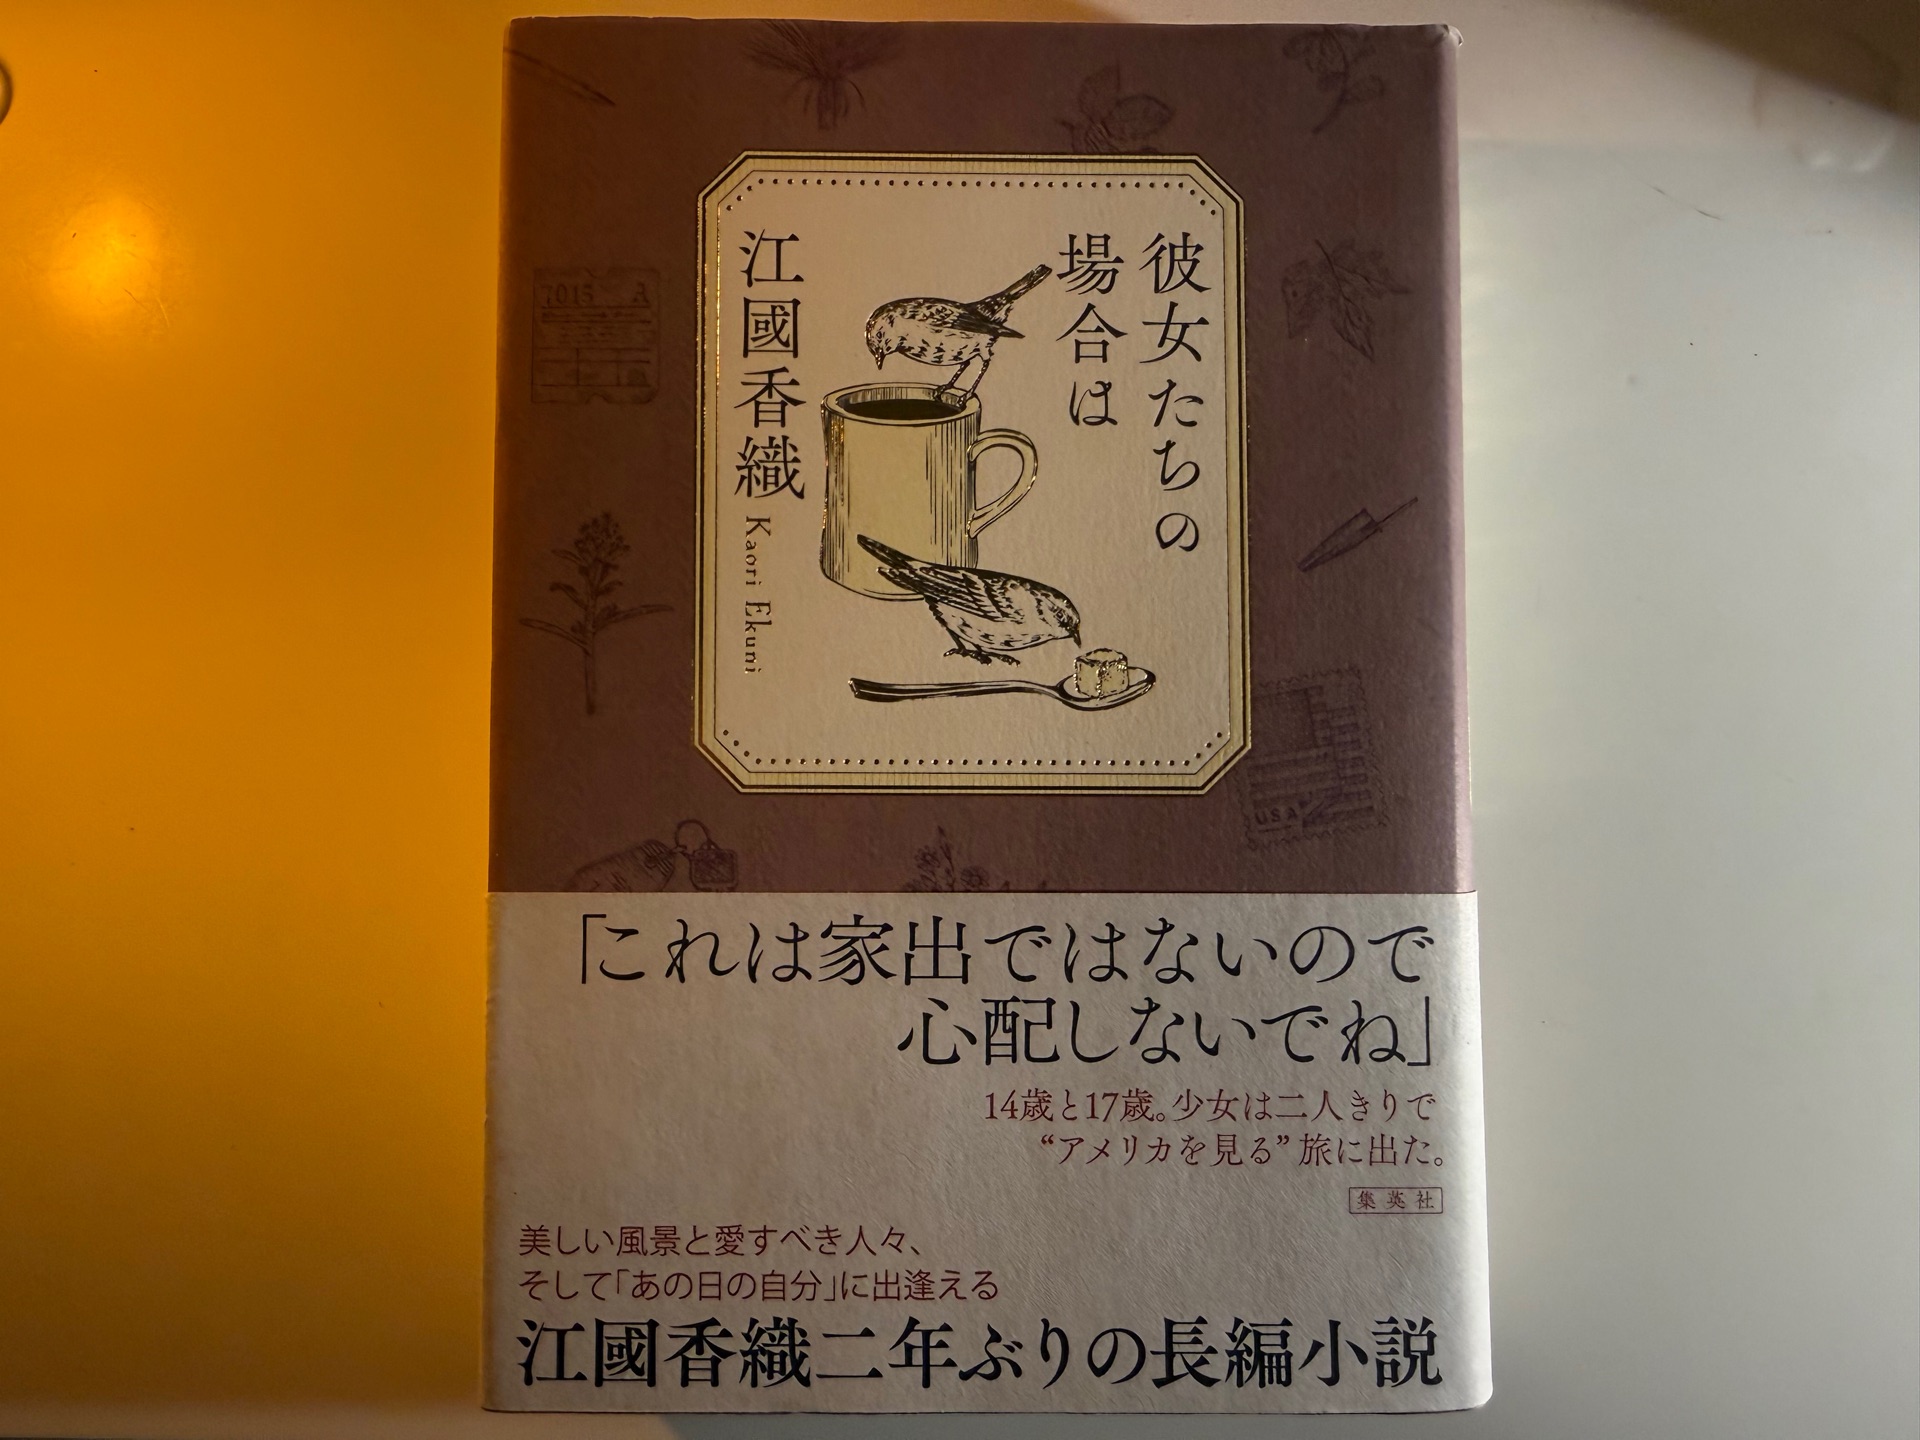 彼女たちの
場合は
江國香織
Kaori Ekuni
7015 A
USA
「これは家出ではないので
心配しないでね」
14歳と17歳。少女は二人きりで
“アメリカを見る”旅に出た。
集英社
美しい風景と愛すべき人々、
そして「あの日の自分」に出逢える
江國香織二年ぶりの長編小説